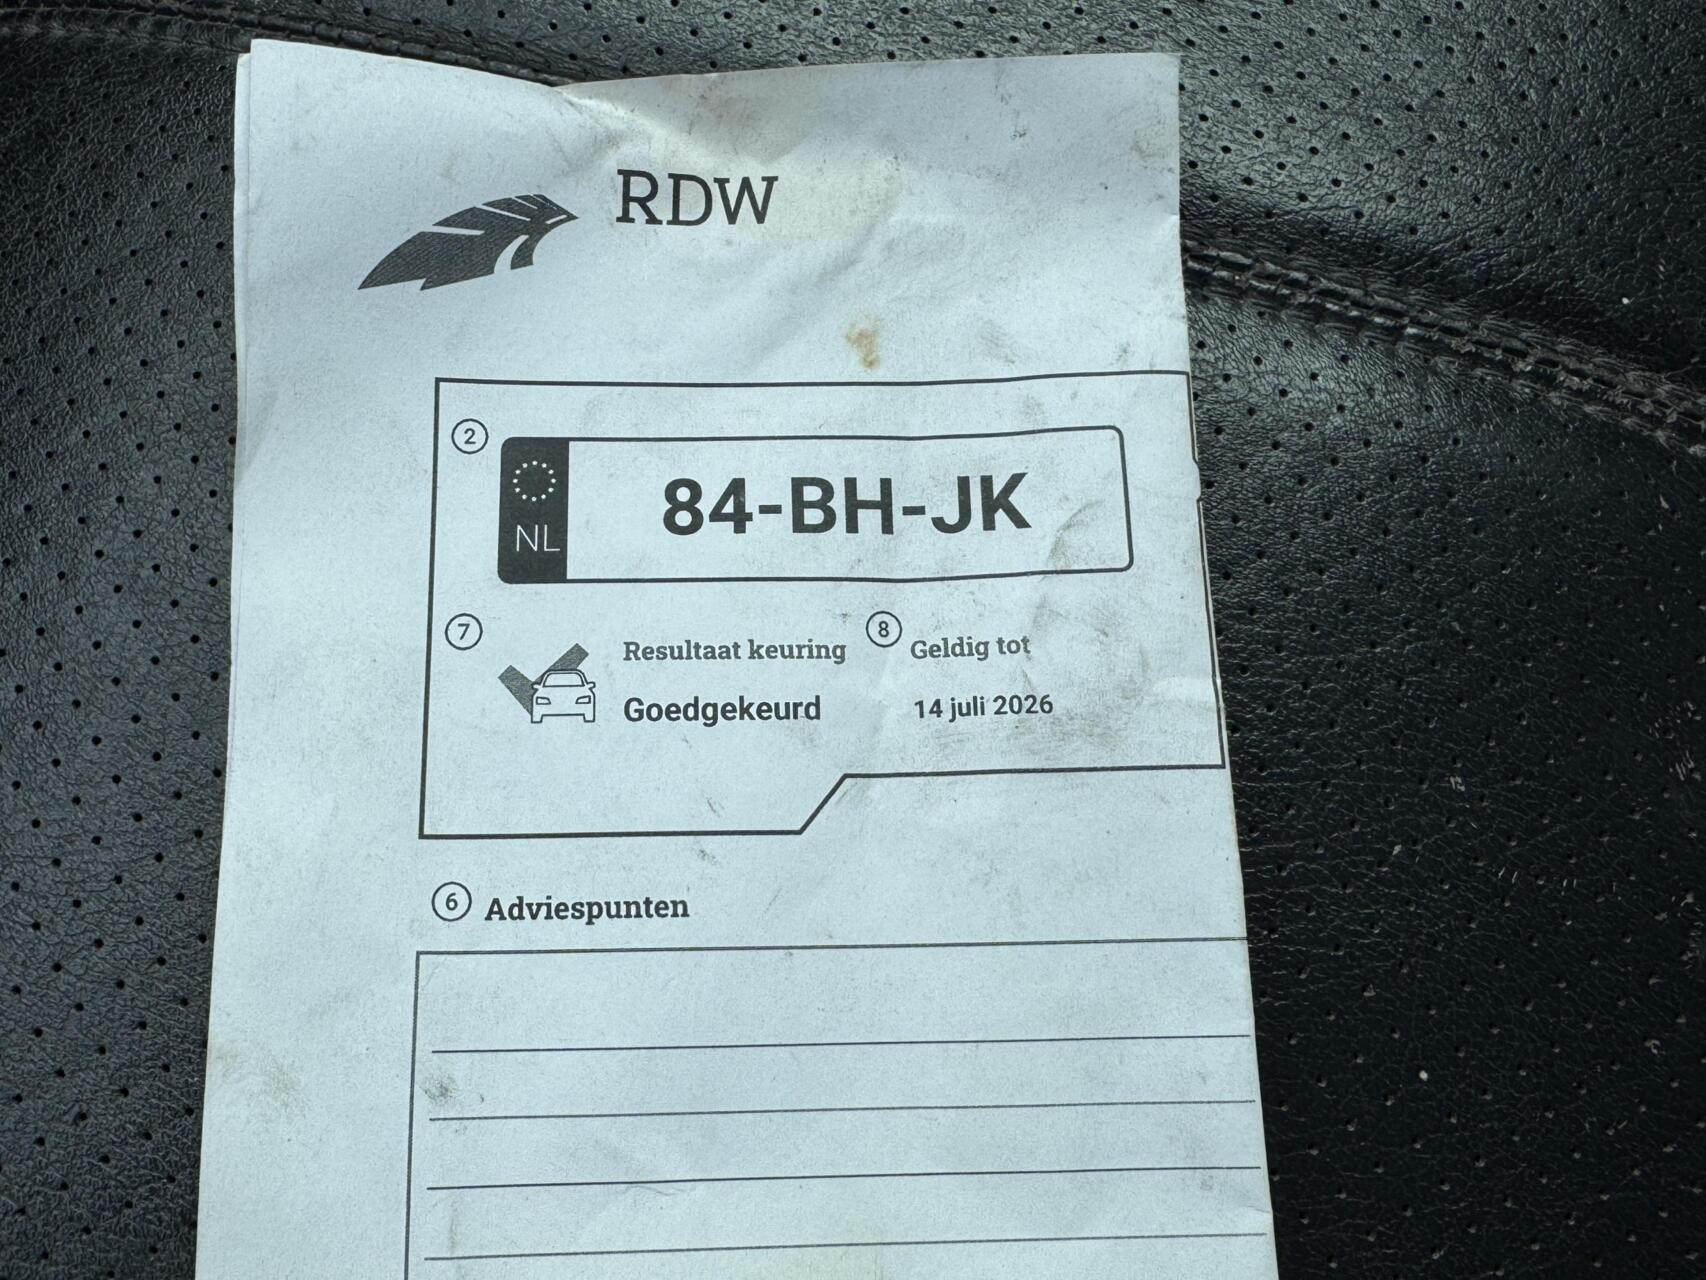 RDW
2
NL
84-BH-JK
7
Resultaat keuring
Goedgekeurd
8
Geldig tot
14 juli 2026
6
Adviespunten